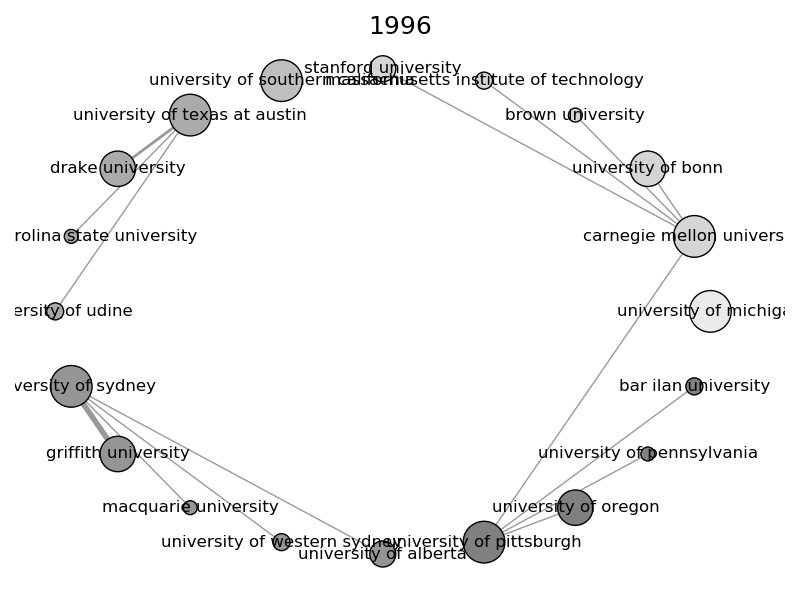 1996
stanford university
university of southern california
massachusetts institute of technology
university of texas at austin
brown university
drake university
university of bonn
rolina state university
carnegie mellon univers
ersity of udine
university of michiga
versity of sydney
bar ilan university
griffith university
university of pennsylvania
macquarie university
university of oregon
university of western sydney
university of pittsburgh
university of alberta